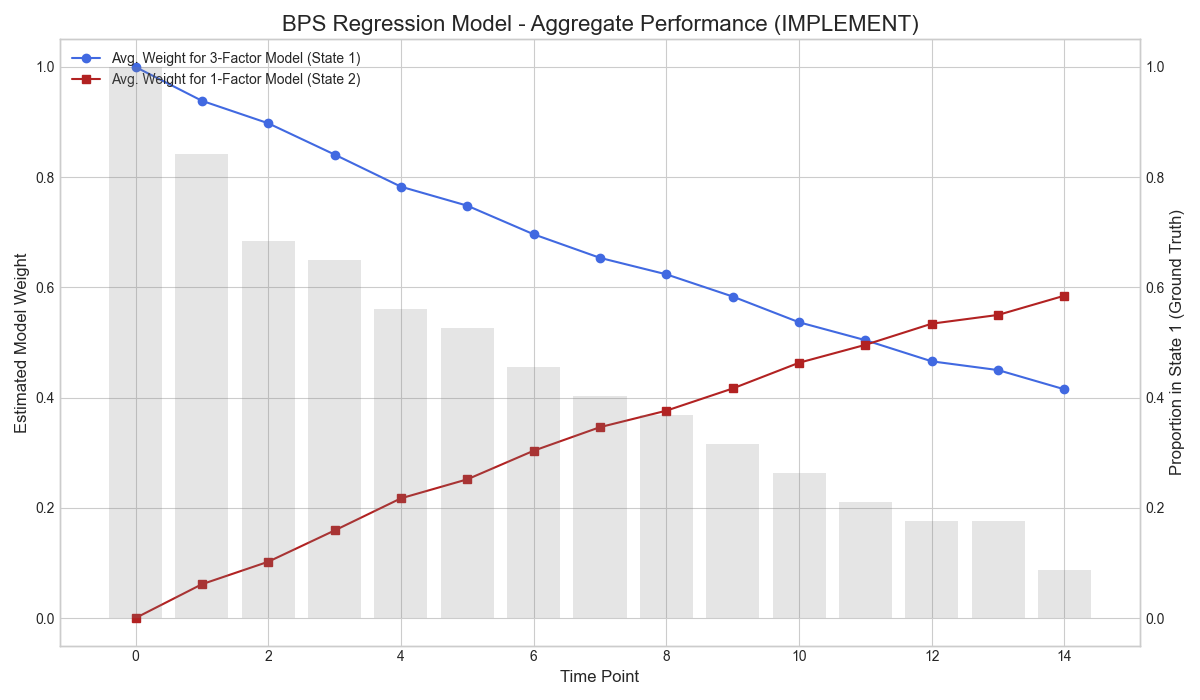 BPS Regression Model - Aggregate Performance (IMPLEMENT)
Avg. Weight for 3-Factor Model (State 1)
Avg. Weight for 1-Factor Model (State 2)
Estimated Model Weight
1.0
0.8
0.6
0.4
0.2
0.0
1.0
0.8
0.6
0.4
0.2
0.0
Proportion in State 1 (Ground Truth)
0 2 4 6 8 10 12 14
Time Point